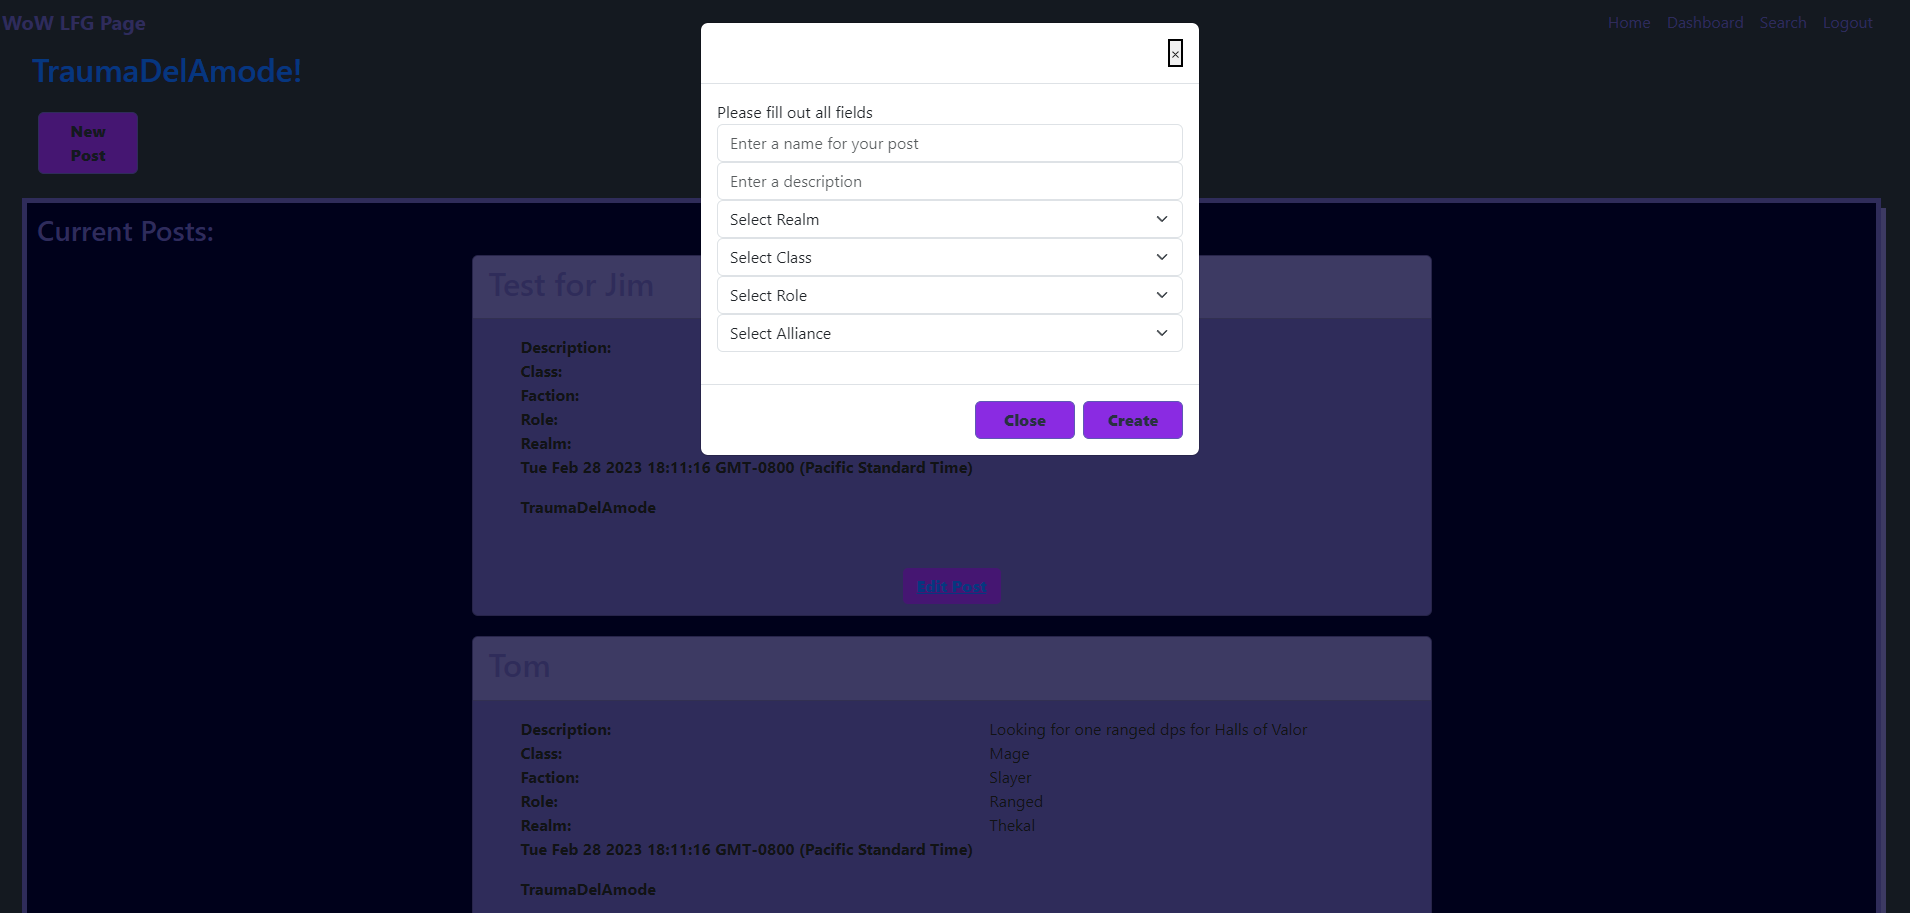 WoW LFG Page
Home Dashboard Search Logout
TraumaDelAmode!
New
Post
×
Please fill out all fields
Enter a name for your post
Enter a description
Select Realm
Select Class
Select Role
Select Alliance
Close Create
Current Posts:
Test for Jim
Description:
Class:
Faction:
Role:
Realm:
Tue Feb 28 2023 18:11:16 GMT-0800 (Pacific Standard Time)
TraumaDelAmode
Edit Post
Tom
Description: Looking for one ranged dps for Halls of Valor
Class: Mage
Faction: Slayer
Role: Ranged
Realm: Thekal
Tue Feb 28 2023 18:11:16 GMT-0800 (Pacific Standard Time)
TraumaDelAmode